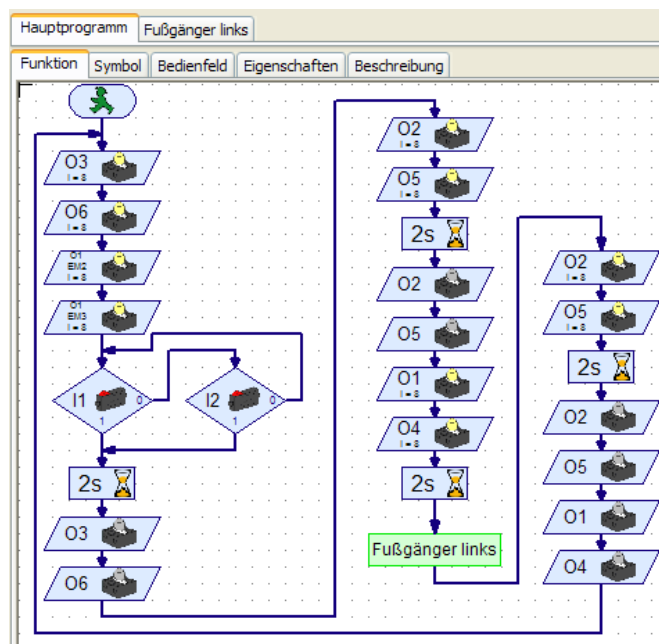 Hauptprogramm Fußgänger links
Funktion Symbol Bedienfeld Eigenschaften Beschreibung
O3
I = 8
O6
I = 8
O1
EM2
I = 8
O1
EM3
I = 8
I1 0
1
I2 0
1
2s
O3
O6
O2
I = 8
O5
I = 8
2s
O2
O5
O1
I = 8
O4
I = 8
2s
Fußgänger links
O2
I = 8
O5
I = 8
2s
O2
O5
O1
O4